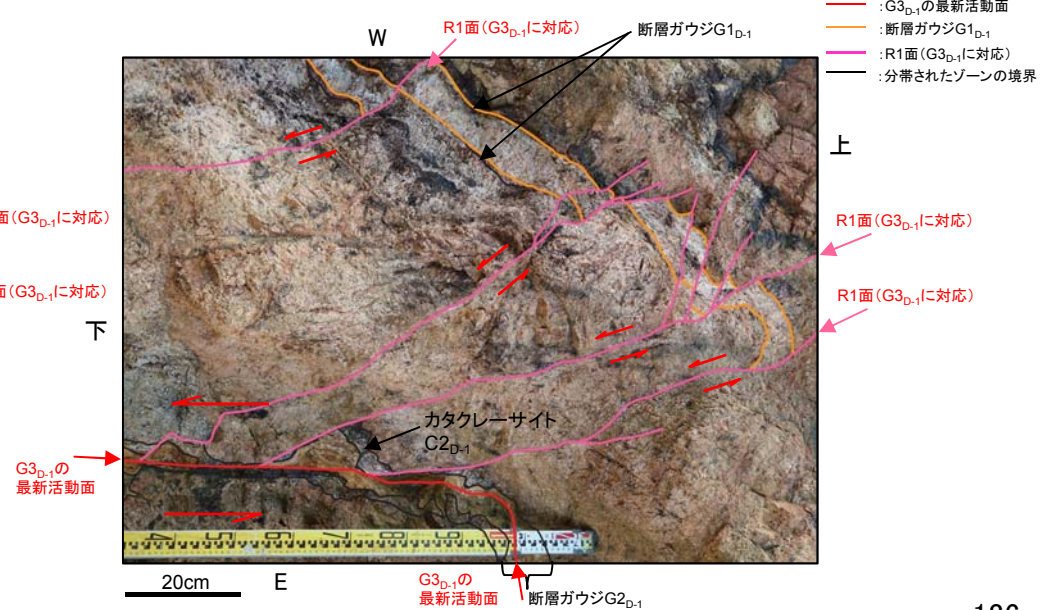 :G3D-1の最新活動面
:断層ガウジG1D-1
:R1面(G3D-1に対応)
:分帯されたゾーンの境界
R1面(G3D-1に対応)
W
断層ガウジG1D-1
上
面(G3D-1に対応)
R1面(G3D-1に対応)
面(G3D-1に対応)
R1面(G3D-1に対応)
下
カタクレーサイト
C2D-1
G3D-1の
最新活動面
4 5 6 7 8 9
20cm
E
G3D-1の
最新活動面
断層ガウジG2D-1